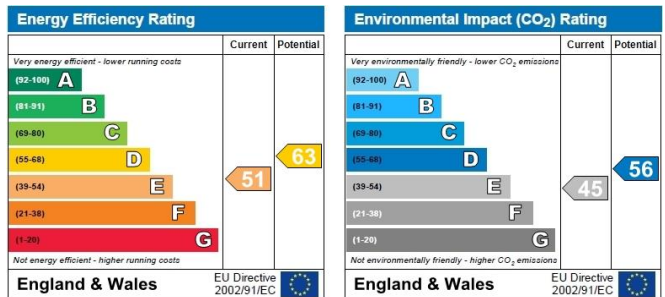 Energy Efficiency Rating
Current Potential
Very energy efficient - lower running costs
(92-100) A
(81-91) B
(69-80) C
(55-68) D
(39-54) E
(21-38) F
(1-20) G
51
63
Not energy efficient - higher running costs
England & Wales
EU Directive
2002/91/EC
Environmental Impact (CO₂) Rating
Current Potential
Very environmentally friendly - lower CO₂ emissions
(92-100) A
(81-91) B
(69-80) C
(55-68) D
(39-54) E
(21-38) F
(1-20) G
45
56
Not environmentally friendly - higher CO₂ emissions
England & Wales
EU Directive
2002/91/EC